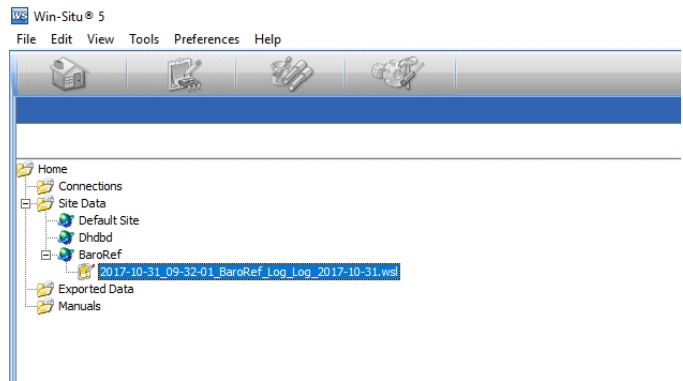 WS Win-Situ® 5
File Edit View Tools Preferences Help
Home
Connections
Site Data
Default Site
Dhdbd
BaroRef
2017-10-31_09-32-01_BaroRef_Log_Log_2017-10-31.wsl
Exported Data
Manuals